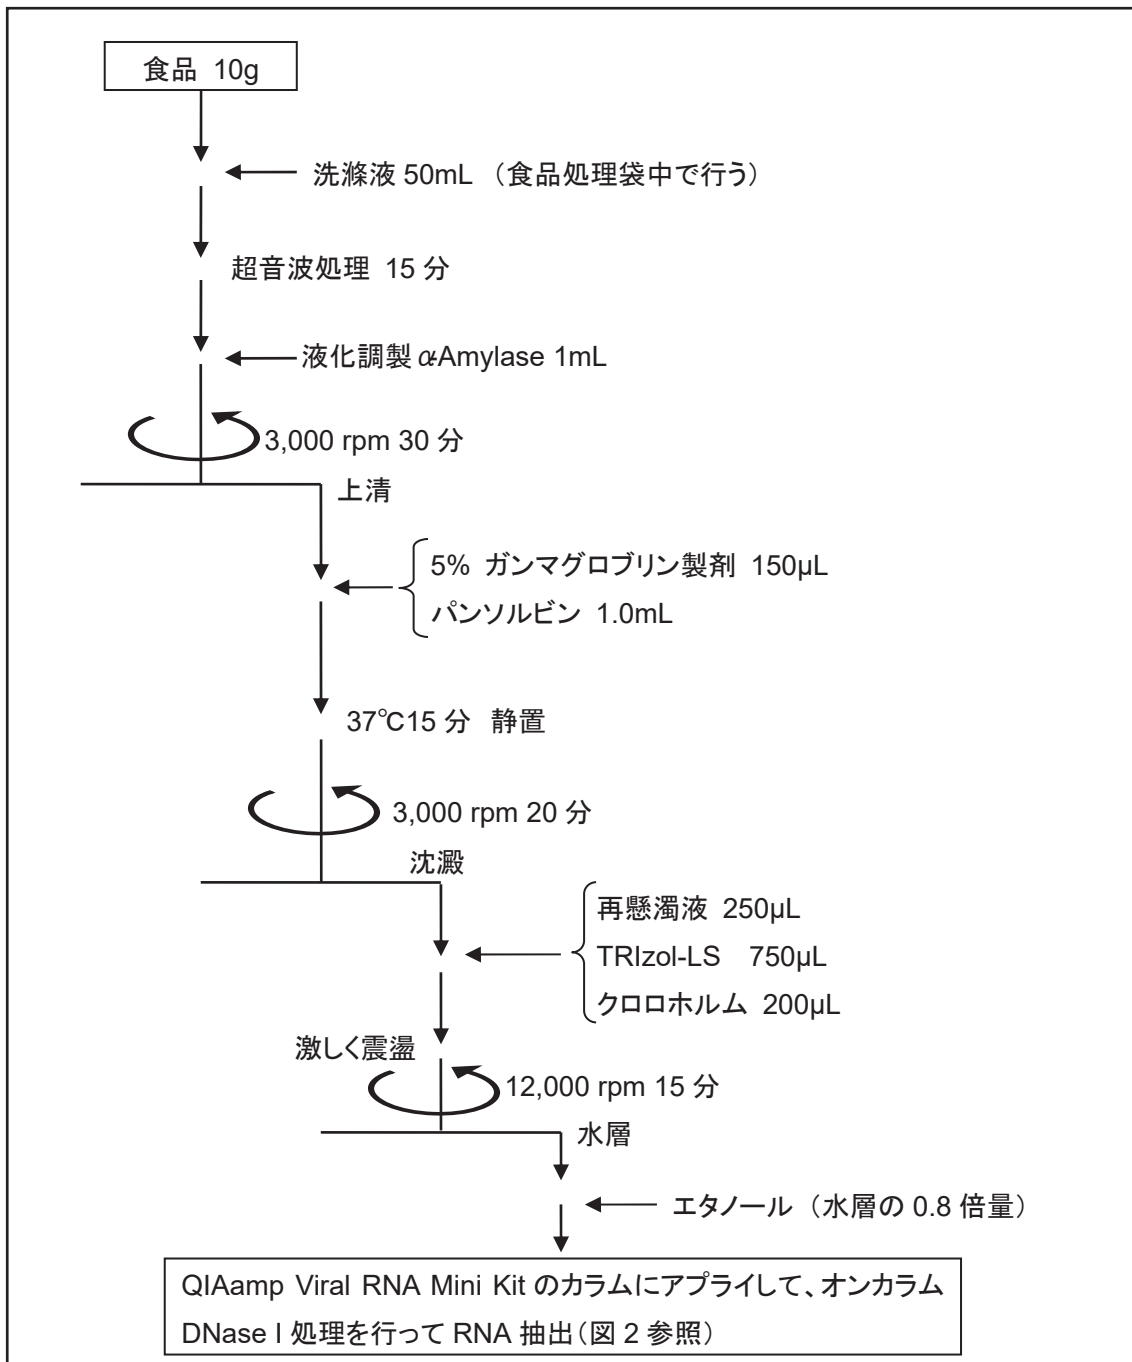 食品 10g
洗滌液 50mL （食品処理袋中で行う）
超音波処理 15 分
液化調製 α-Amylase 1mL
3,000 rpm 30 分
上清
5% ガンマグロブリン製剤 150μL
パンソルビン 1.0mL
37℃15 分 静置
3,000 rpm 20 分
沈澱
再懸濁液 250μL
TRIzol-LS 750μL
クロロホルム 200μL
激しく震盪
12,000 rpm 15 分
水層
エタノール （水層の 0.8 倍量）
QIAamp Viral RNA Mini Kit のカラムにアプライして、オンカラム
DNase I 処理を行って RNA 抽出（図 2 参照）